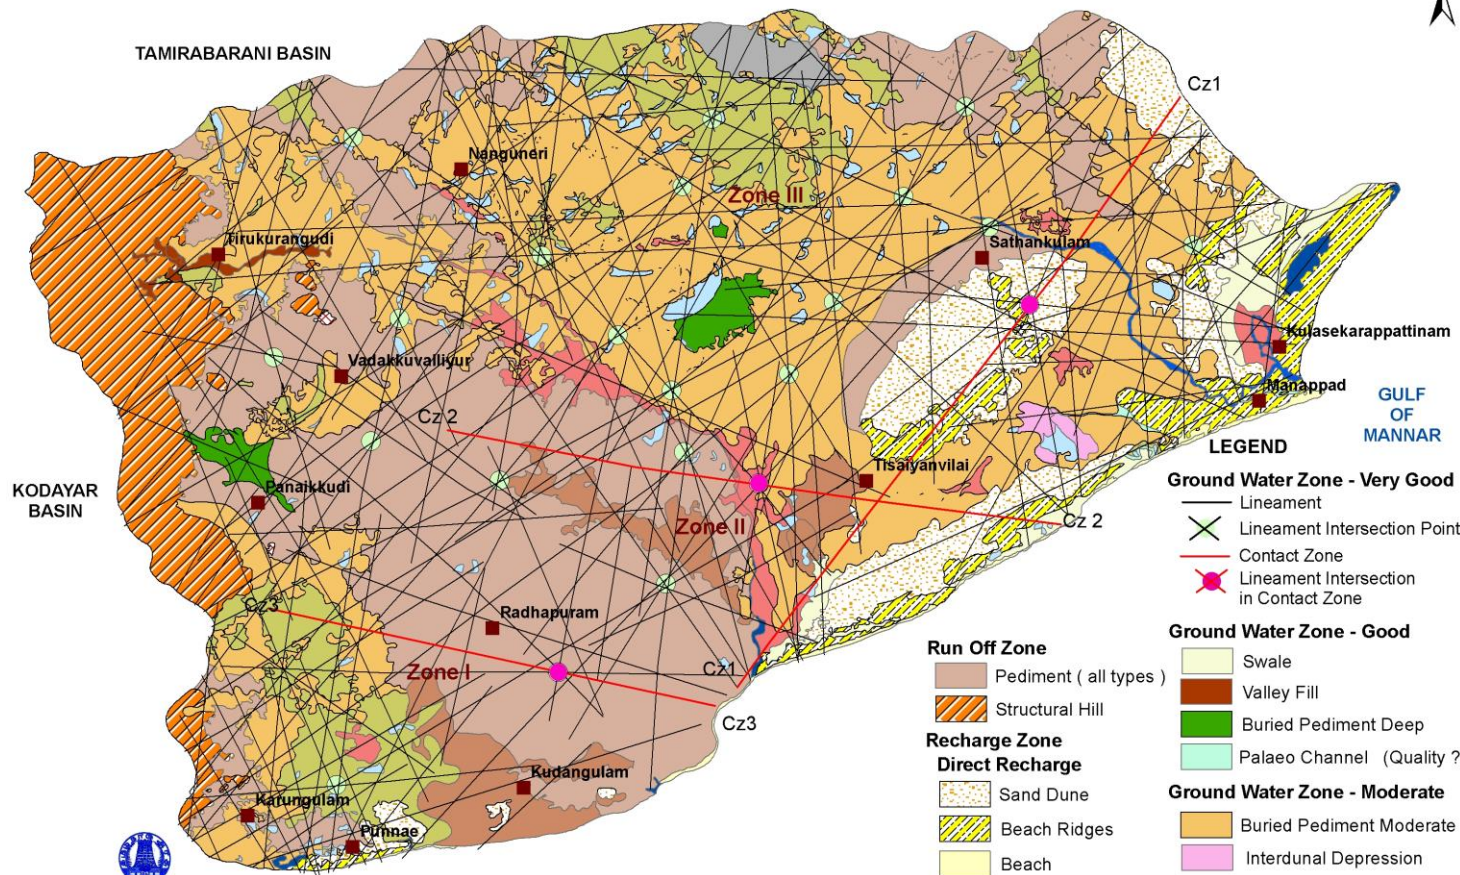 TAMIRABARANI BASIN
Cz1
Nanguneri
Zone III
Tirukurangudi
Sathankulam
Kulasekarappattinam
Vadakkuvalliyur
Manappad
Cz 2
GULF
OF
MANNAR
KODAYAR
BASIN
Panaikkudi
Tisaiyanvilai
Zone II
Cz 2
Cz3
Radhapuram
Zone I
Cz1
Cz3
Kudangulam
Karungulam
Punnae
LEGEND
Ground Water Zone - Very Good
Lineament
Lineament Intersection Point
Contact Zone
Lineament Intersection
in Contact Zone
Run Off Zone
Pediment ( all types )
Structural Hill
Recharge Zone
Direct Recharge
Sand Dune
Beach Ridges
Beach
Ground Water Zone - Good
Swale
Valley Fill
Buried Pediment Deep
Palaeo Channel (Quality ?
Ground Water Zone - Moderate
Buried Pediment Moderate
Interdunal Depression